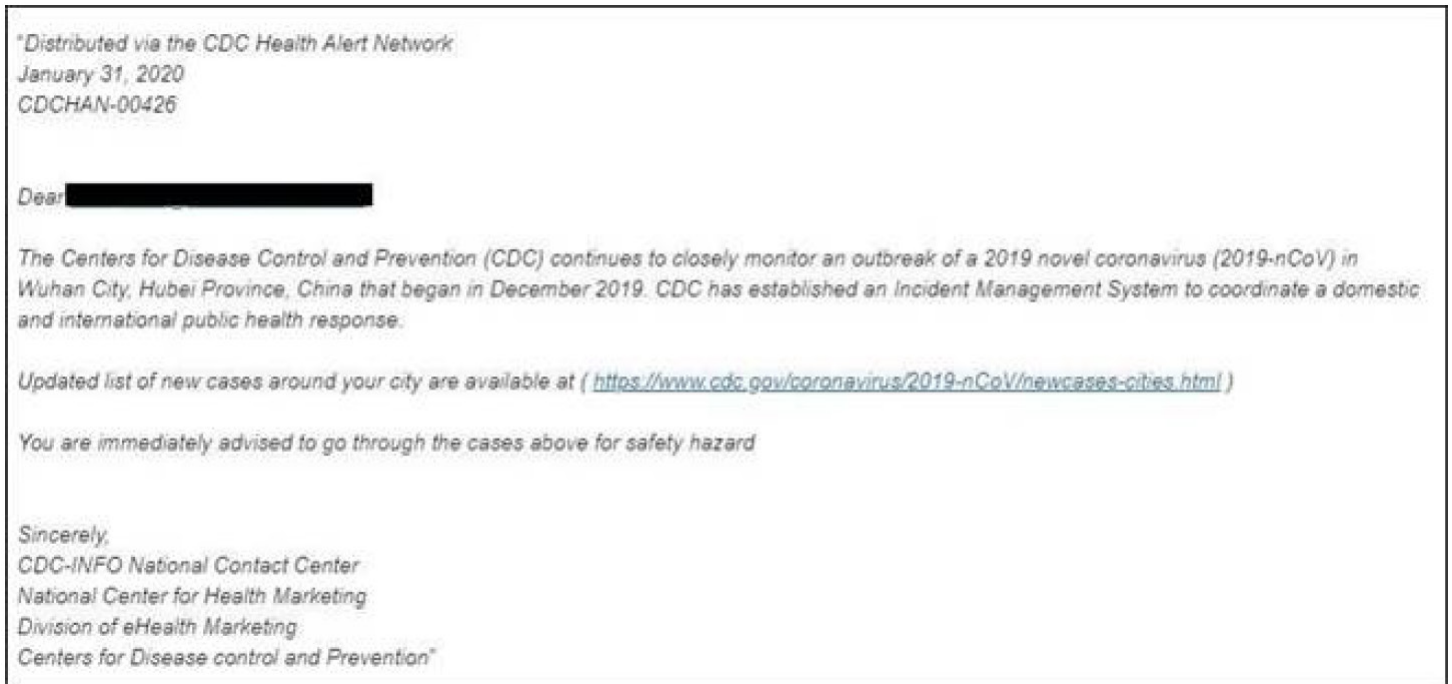 "Distributed via the CDC Health Alert Network
January 31, 2020
CDCHAN-00426
Dear
The Centers for Disease Control and Prevention (CDC) continues to closely monitor an outbreak of a 2019 novel coronavirus (2019-nCoV) in
Wuhan City, Hubei Province, China that began in December 2019. CDC has established an Incident Management System to coordinate a domestic
and international public health response.
Updated list of new cases around your city are available at ( https://www.cdc.gov/coronavirus/2019-nCoV/newcases-cities.html )
You are immediately advised to go through the cases above for safety hazard
Sincerely,
CDC-INFO National Contact Center
National Center for Health Marketing
Division of eHealth Marketing
Centers for Disease control and Prevention"